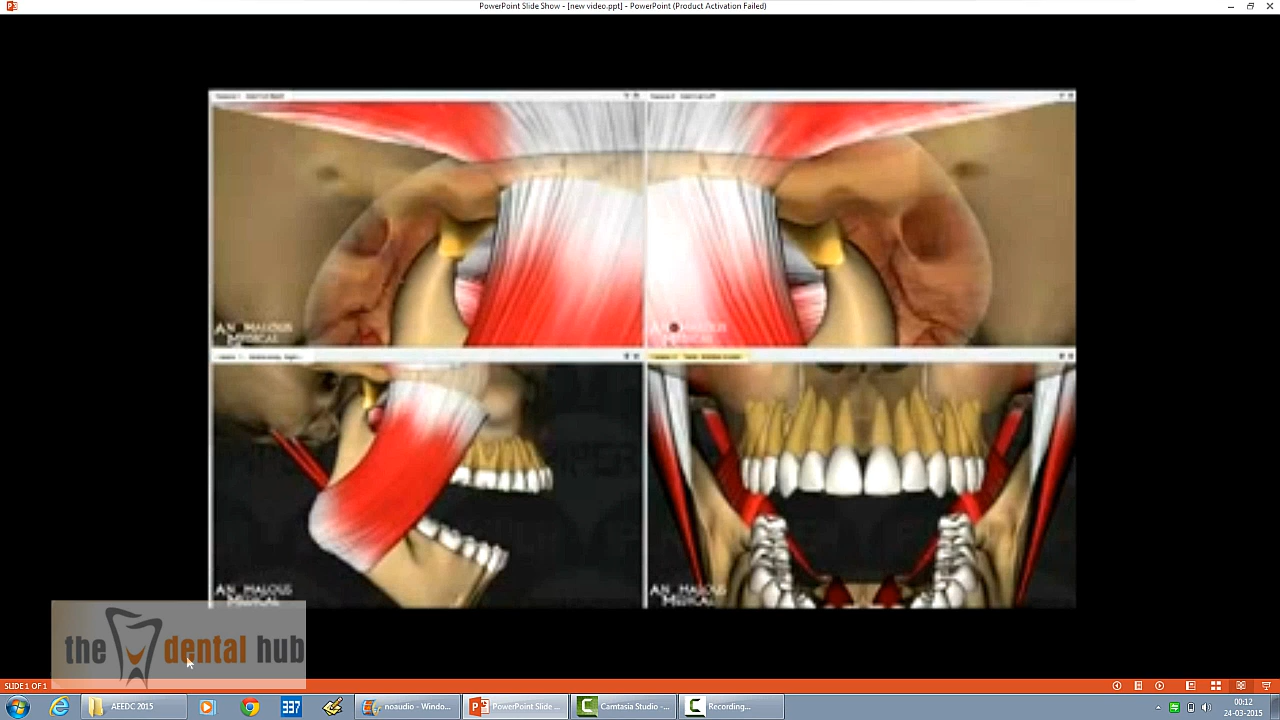 PowerPoint Slide Show - [new video.ppt] - PowerPoint (Product Activation Failed)
ANOMALOUS
MEDICAL
ANOMALOUS
MEDICAL
ANOMALOUS
MEDICAL
ANOMALOUS
MEDICAL
the dental hub
SLIDE 1 OF 1
AEEDC 2015
337
noaudio - Windo...
PowerPoint Slide ...
Camtasia Studio -...
Recording...
00:12
24-03-2015